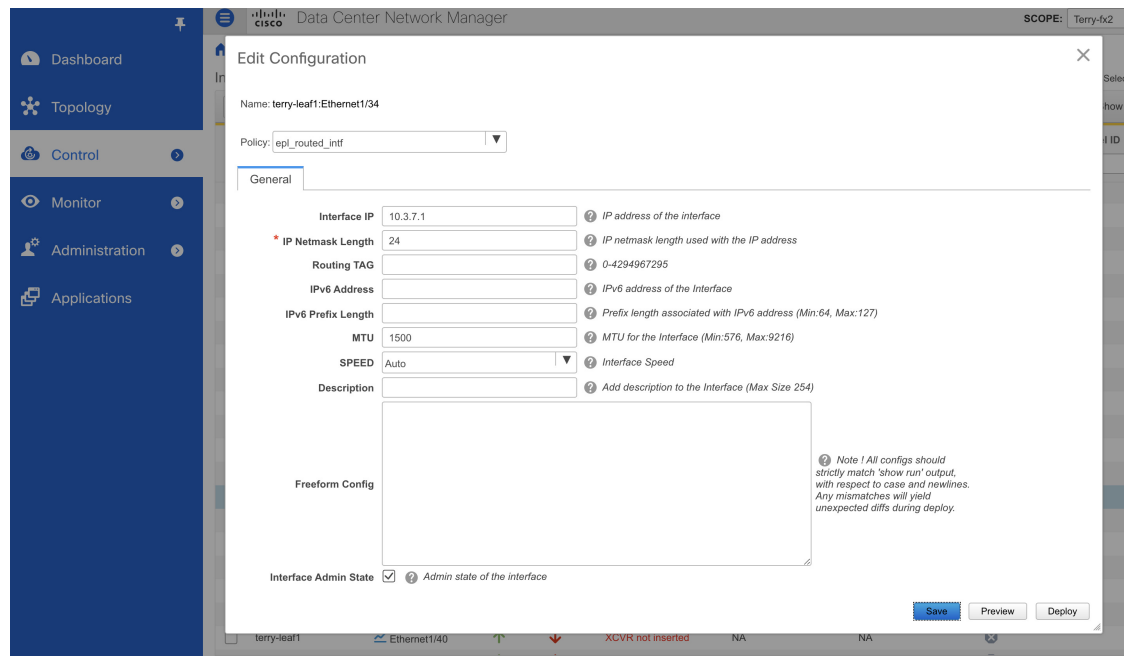 cisco Data Center Network Manager
SCOPE: Terry-fx2
Dashboard
Topology
Control
Monitor
Administration
Applications
Edit Configuration
Name: terry-leaf1:Ethernet1/34
Policy: epl_routed_intf
General
Interface IP 10.3.7.1 IP address of the interface
* IP Netmask Length 24 IP netmask length used with the IP address
Routing TAG 0-4294967295
IPv6 Address IPv6 address of the Interface
IPv6 Prefix Length Prefix length associated with IPv6 address (Min:64, Max:127)
MTU 1500 MTU for the Interface (Min:576, Max:9216)
SPEED Auto Interface Speed
Description Add description to the Interface (Max Size 254)
Freeform Config
Note ! All configs should
strictly match 'show run' output,
with respect to case and newlines.
Any mismatches will yield
unexpected diffs during deploy.
Interface Admin State Admin state of the interface
Save Preview Deploy
terry-leaf1 Ethernet1/40 XCVR not inserted NA NA